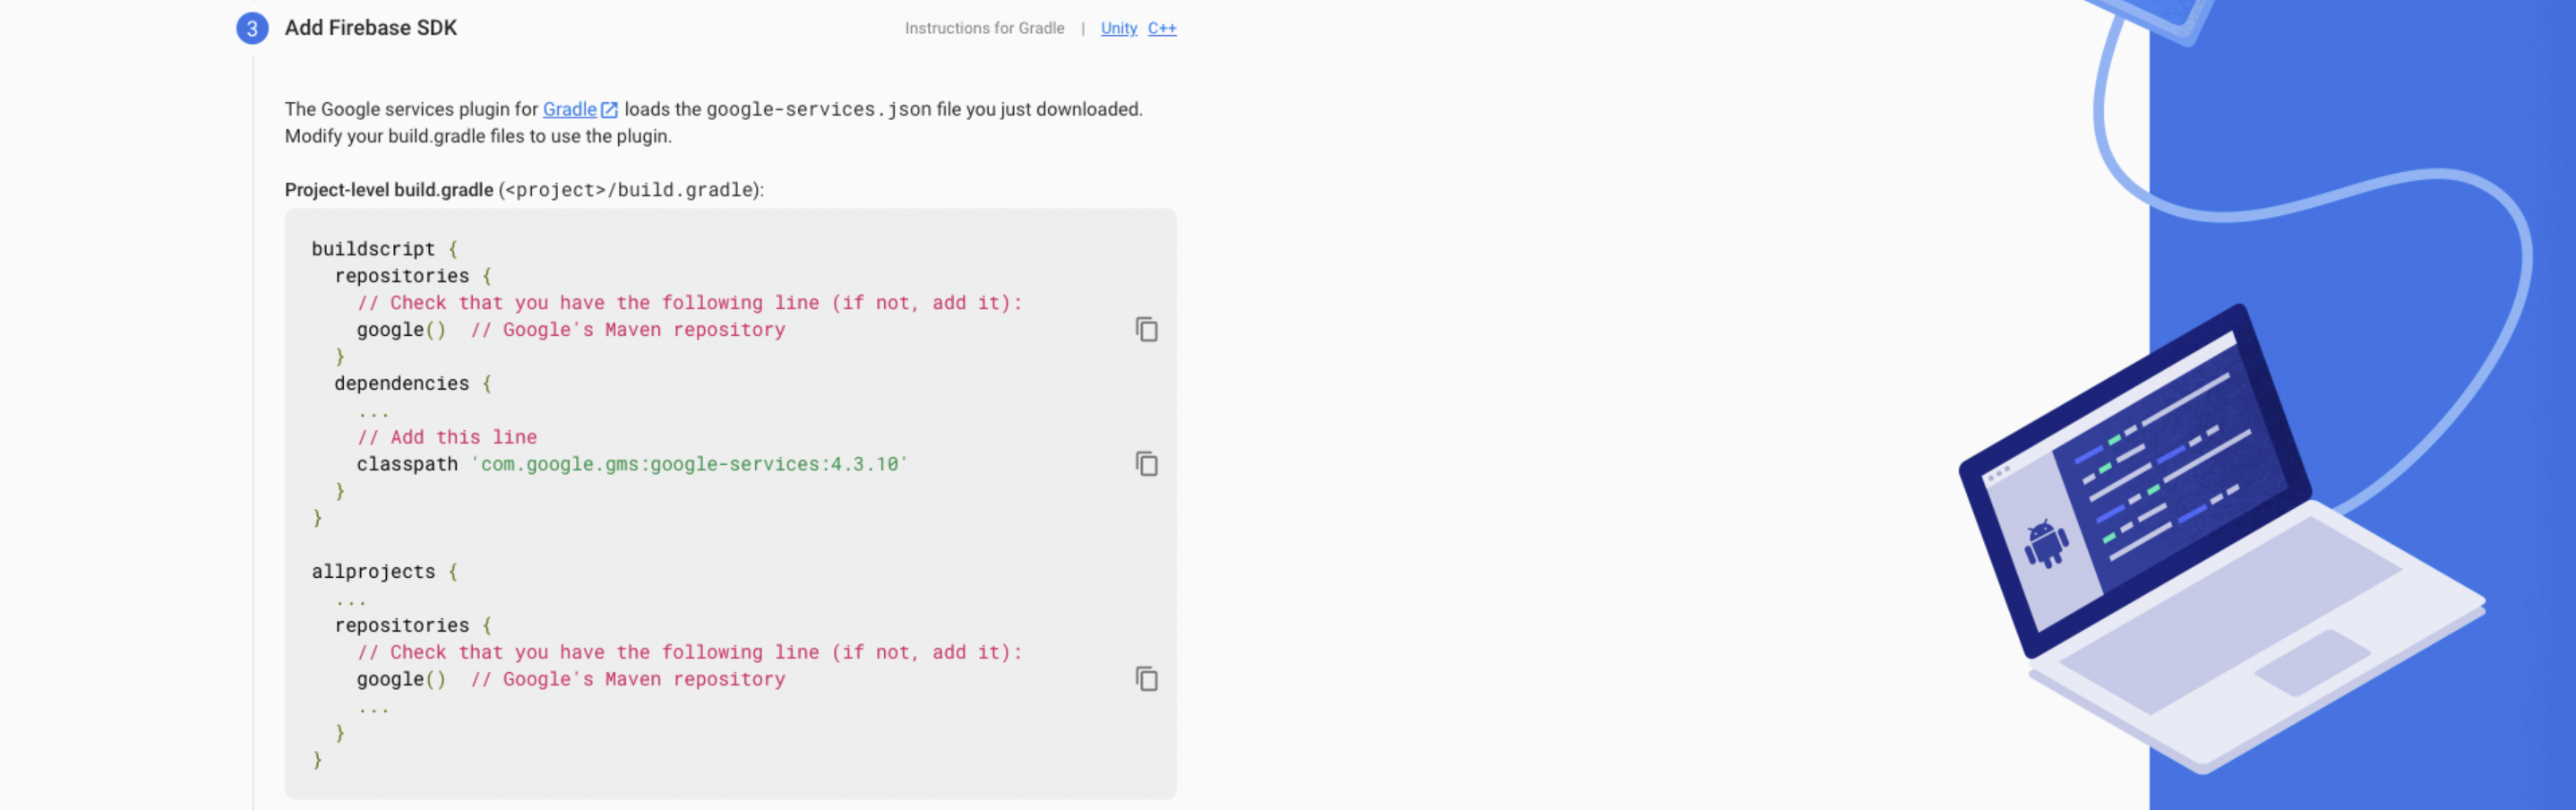 3 Add Firebase SDK Instructions for Gradle | Unity C++
The Google services plugin for Gradle loads the google-services.json file you just downloaded.
Modify your build.gradle files to use the plugin.
Project-level build.gradle (<project>/build.gradle):
buildscript {
  repositories {
    // Check that you have the following line (if not, add it):
    google()  // Google's Maven repository
  }
  dependencies {
    ...
    // Add this line
    classpath 'com.google.gms:google-services:4.3.10'
  }
}
allprojects {
  ...
  repositories {
    // Check that you have the following line (if not, add it):
    google()  // Google's Maven repository
    ...
  }
}